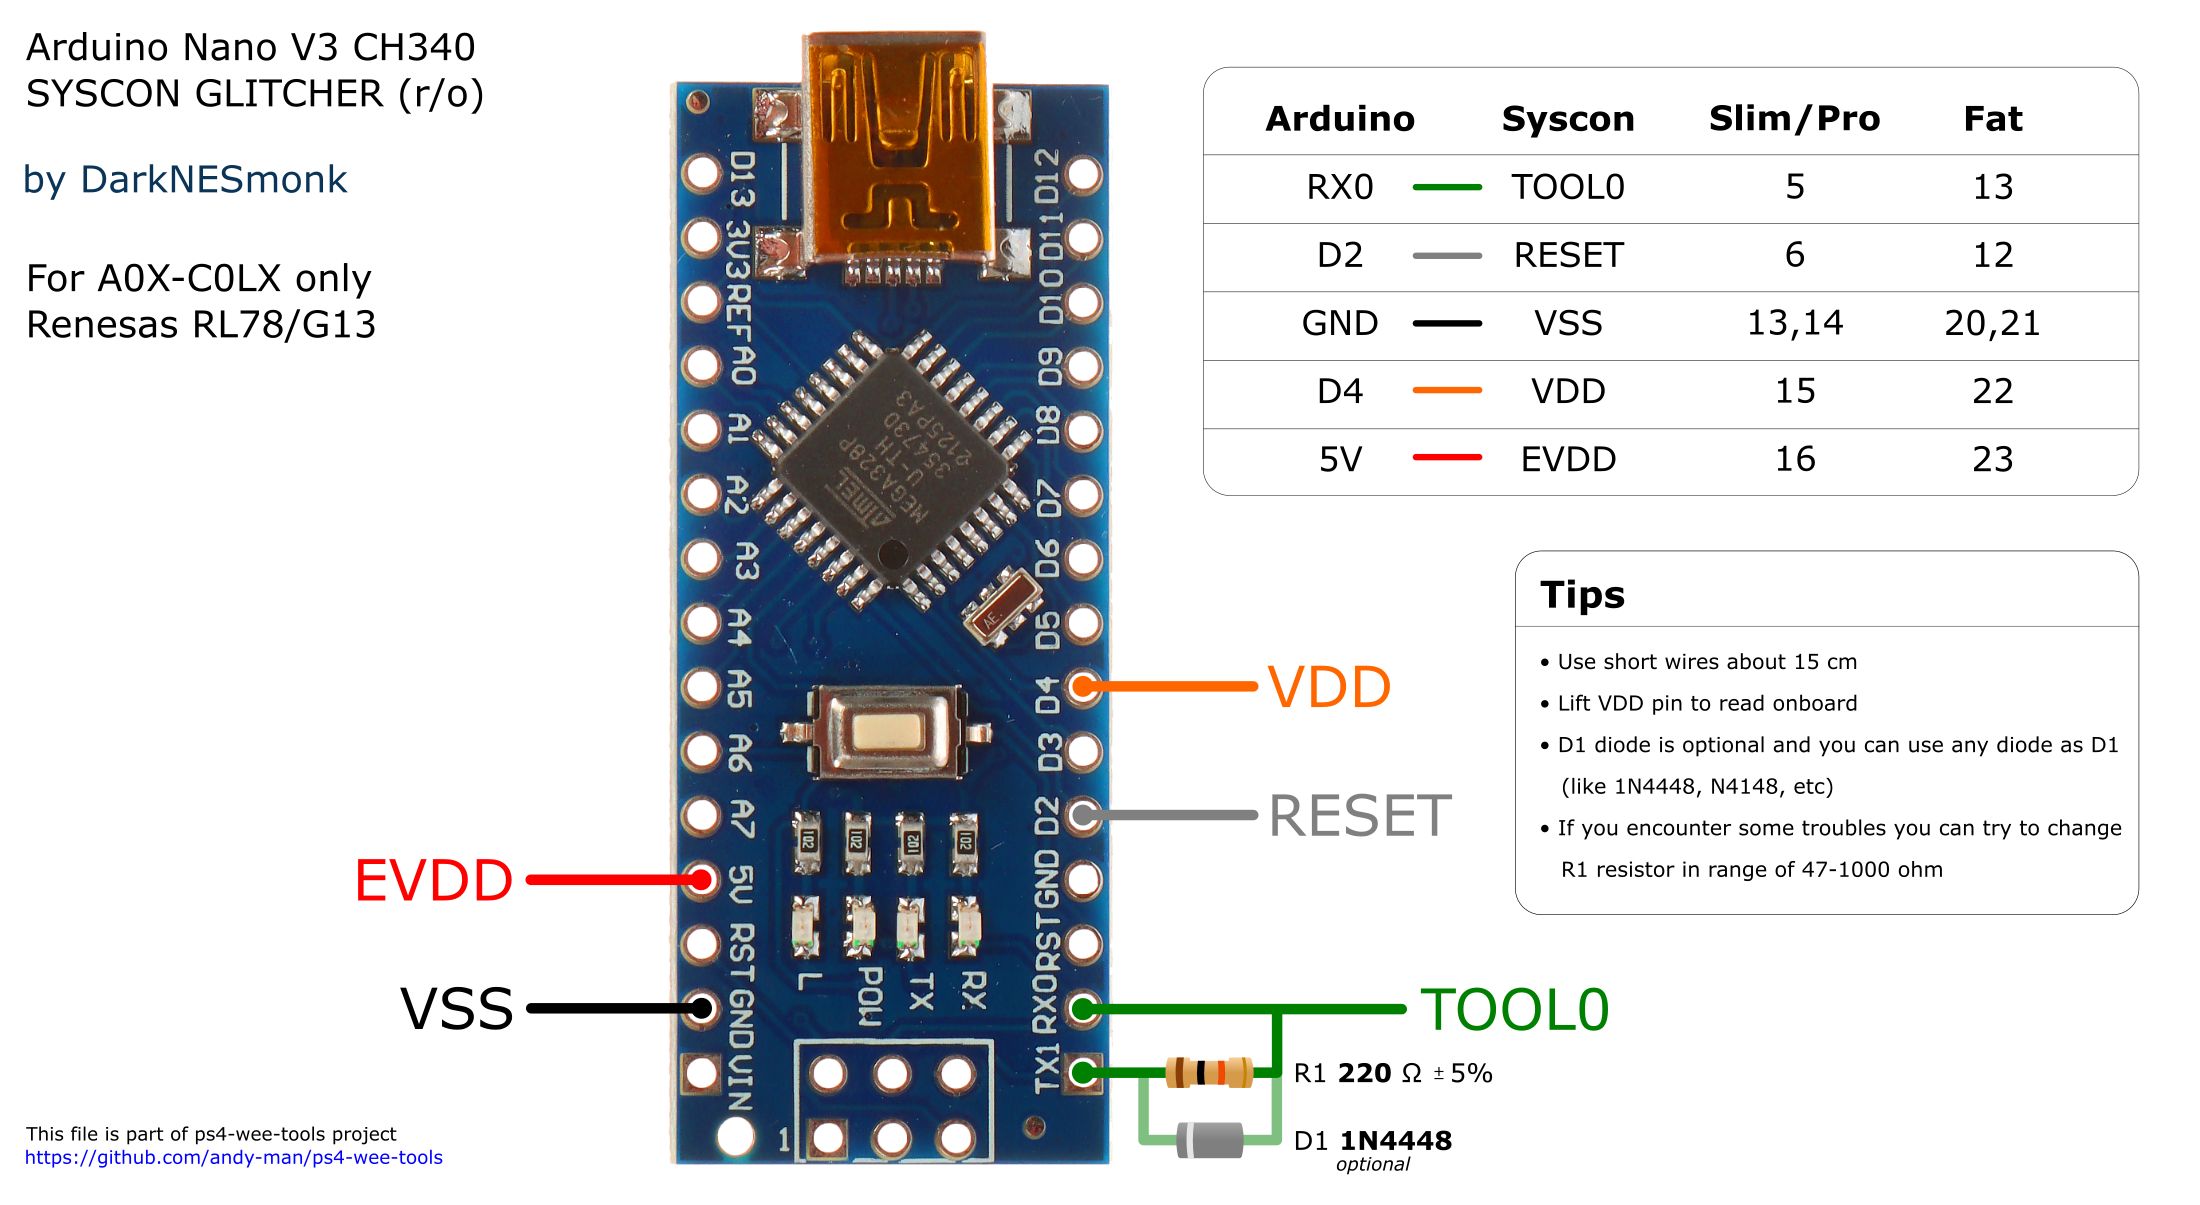 Arduino Nano V3 CH340
SYSCON GLITCHER (r/o)
by DarkNESmonk
For A0X-C0LX only
Renesas RL78/G13
Arduino Syscon Slim/Pro Fat
RX0 TOOL0 5 13
D2 RESET 6 12
GND VSS 13,14 20,21
D4 VDD 15 22
5V EVDD 16 23
Tips
• Use short wires about 15 cm
• Lift VDD pin to read onboard
• D1 diode is optional and you can use any diode as D1
(like 1N4448, N4148, etc)
• If you encounter some troubles you can try to change
R1 resistor in range of 47-1000 ohm
D13
3V3
REF
A0
A1
A2
A3
A4
A5
A6
A7
5V
RST
GND
VIN
D12
D11
D10
D9
D8
D7
D6
D5
D4
D3
D2
GND
RST
RX0
TX1
ATMEL
MEGA328P
U-TH
354730
2125PA3
AE.
102
102
102
102
L
POW
TX
RX
1
VDD
RESET
EVDD
VSS
TOOL0
R1 220 Ω ± 5%
D1 1N4448
optional
This file is part of ps4-wee-tools project
https://github.com/andy-man/ps4-wee-tools